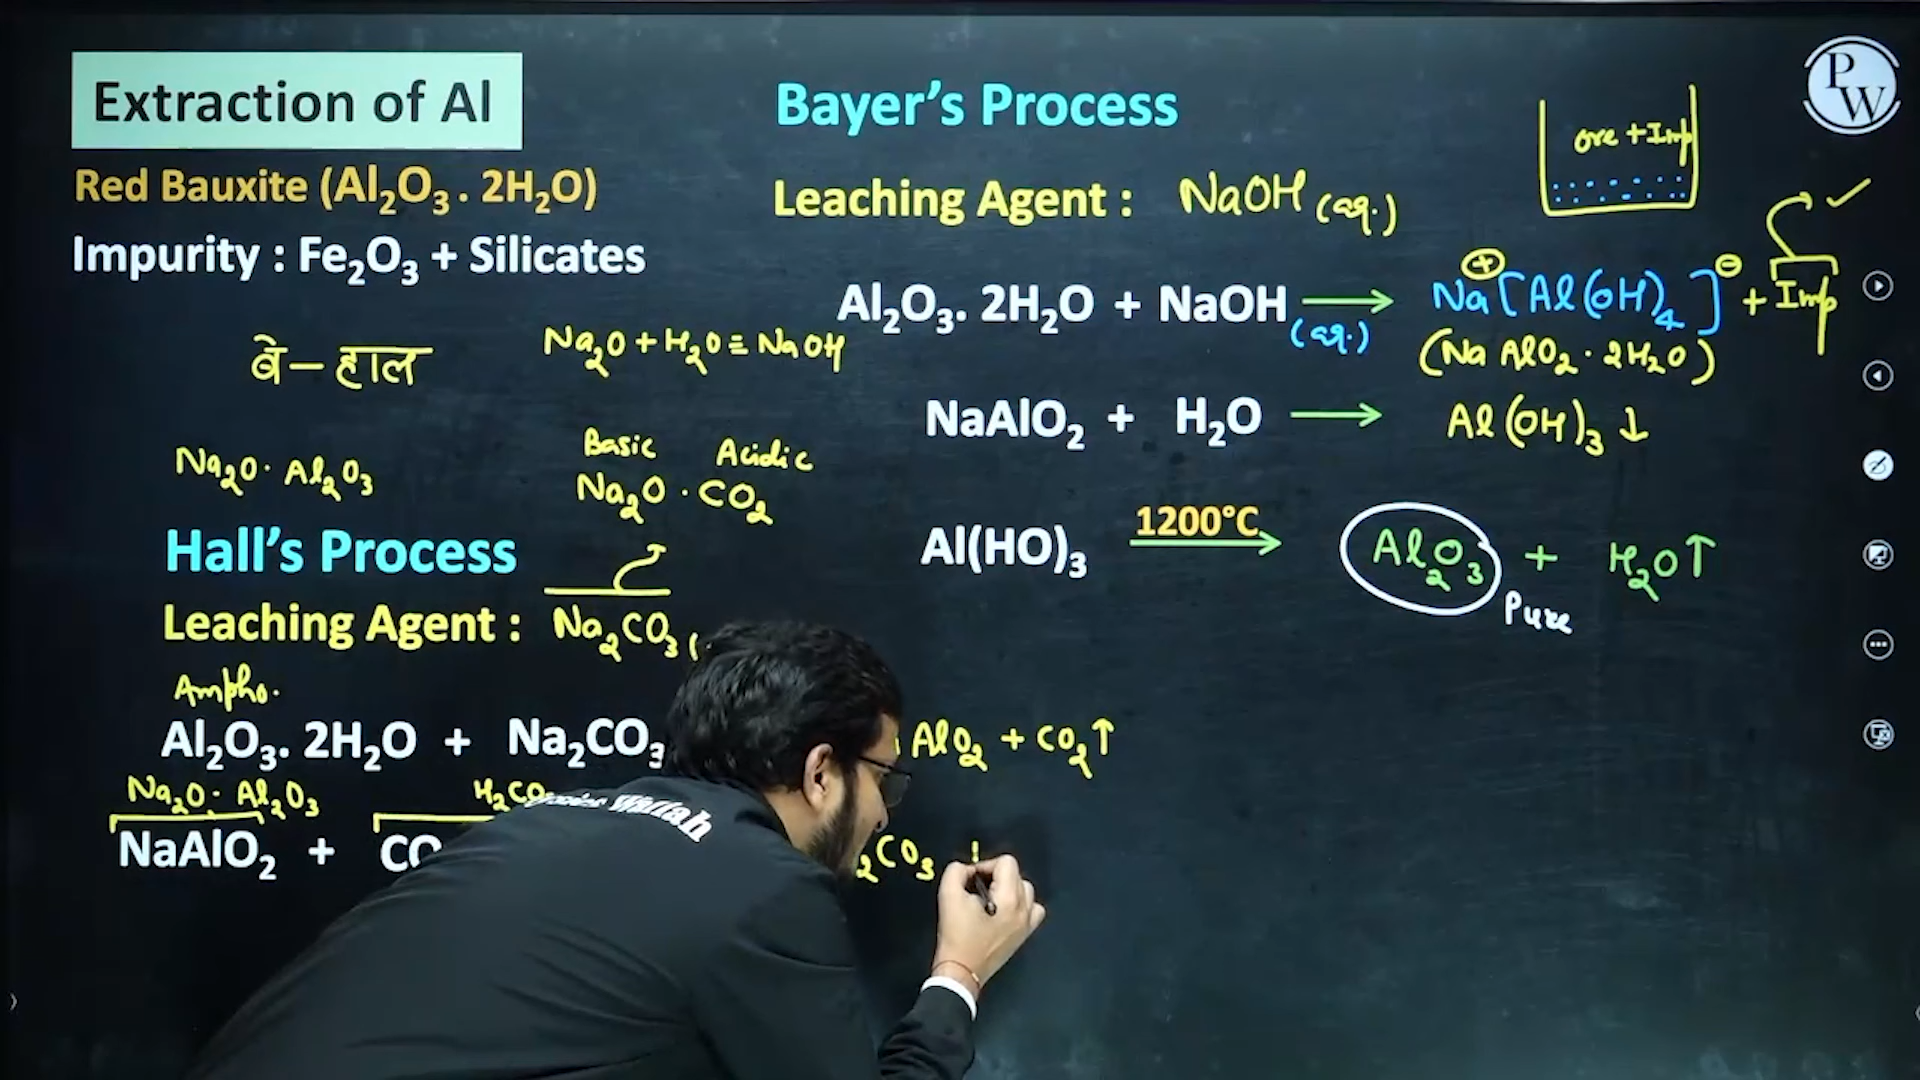 Extraction of Al
Red Bauxite (Al₂O₃ . 2H₂O)
Impurity : Fe₂O₃ + Silicates
बे – हाल
Na₂O + H₂O ≡ NaOH
Na₂O · Al₂O₃
Basic Acidic
Na₂O · CO₂
Hall’s Process
Leaching Agent : Na₂CO₃ (
Ampho.
Al₂O₃. 2H₂O + Na₂CO₃ AlO₂ + CO₂↑
Na₂O · Al₂O₃
NaAlO₂ + ₂CO₃
Bayer’s Process
PW
ore + Imp
Leaching Agent : NaOH (aq.)
Al₂O₃. 2H₂O + NaOH (aq.) ⟶ Na⊕[Al(OH)₄]⊖ + Imp
(NaAlO₂ · 2H₂O)
NaAlO₂ + H₂O ⟶ Al(OH)₃ ↓
Al(HO)₃ 1200°C ⟶ Al₂O₃ + H₂O↑
Pure
Wallah